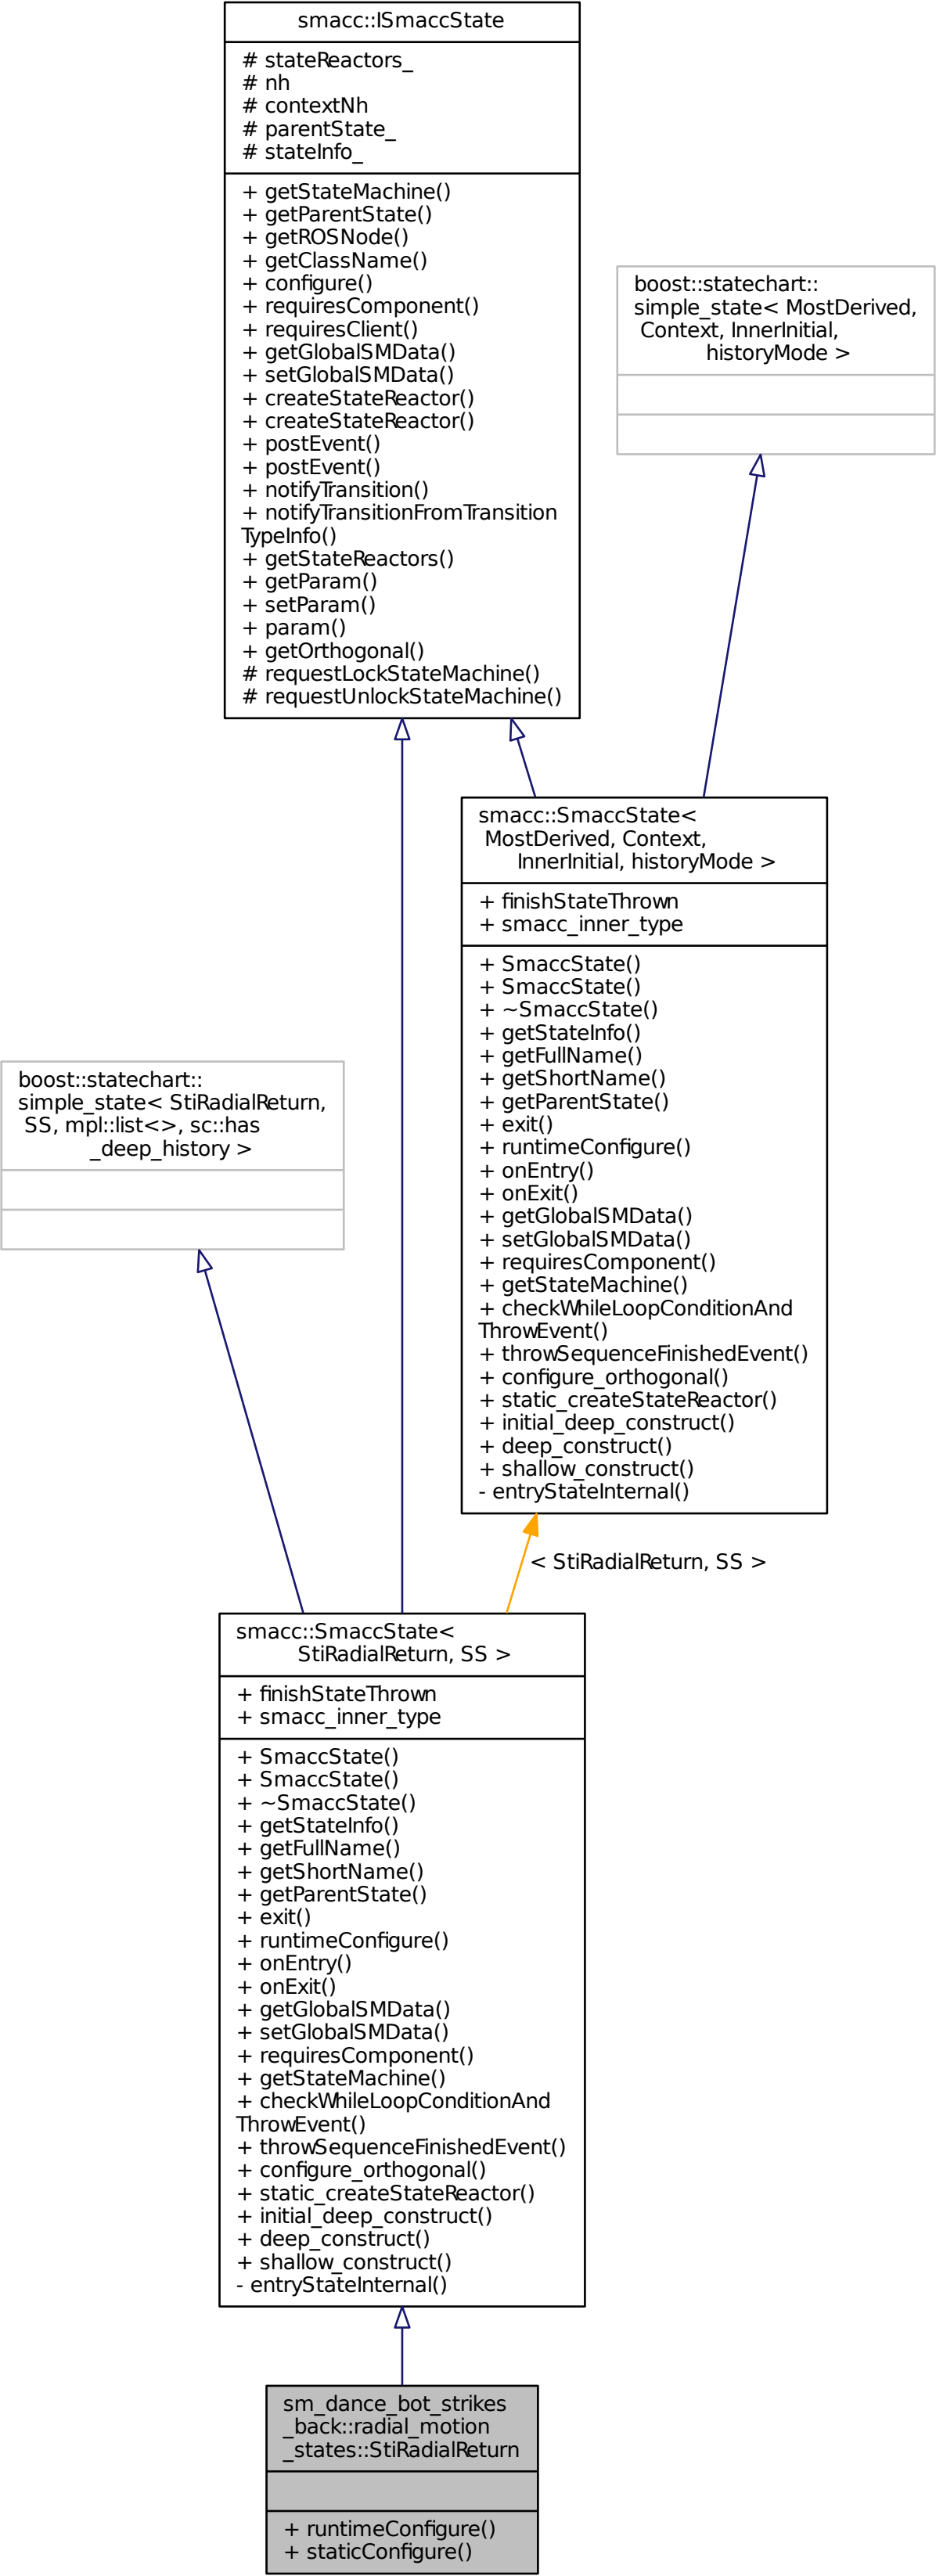 smacc::ISmaccState
# stateReactors_
# nh
# contextNh
# parentState_
# stateInfo_
+ getStateMachine()
+ getParentState()
+ getROSNode()
+ getClassName()
+ configure()
+ requiresComponent()
+ requiresClient()
+ getGlobalSMData()
+ setGlobalSMData()
+ createStateReactor()
+ createStateReactor()
+ postEvent()
+ postEvent()
+ notifyTransition()
+ notifyTransitionFromTransition
TypeInfo()
+ getStateReactors()
+ getParam()
+ setParam()
+ param()
+ getOrthogonal()
# requestLockStateMachine()
# requestUnlockStateMachine()
boost::statechart::
simple_state< MostDerived,
Context, InnerInitial,
historyMode >
smacc::SmaccState<
MostDerived, Context,
InnerInitial, historyMode >
+ finishStateThrown
+ smacc_inner_type
+ SmaccState()
+ SmaccState()
+ ~SmaccState()
+ getStateInfo()
+ getFullName()
+ getShortName()
+ getParentState()
+ exit()
+ runtimeConfigure()
+ onEntry()
+ onExit()
+ getGlobalSMData()
+ setGlobalSMData()
+ requiresComponent()
+ getStateMachine()
+ checkWhileLoopConditionAnd
ThrowEvent()
+ throwSequenceFinishedEvent()
+ configure_orthogonal()
+ static_createStateReactor()
+ initial_deep_construct()
+ deep_construct()
+ shallow_construct()
- entryStateInternal()
boost::statechart::
simple_state< StiRadialReturn,
SS, mpl::list<>, sc::has
_deep_history >
< StiRadialReturn, SS >
smacc::SmaccState<
StiRadialReturn, SS >
+ finishStateThrown
+ smacc_inner_type
+ SmaccState()
+ SmaccState()
+ ~SmaccState()
+ getStateInfo()
+ getFullName()
+ getShortName()
+ getParentState()
+ exit()
+ runtimeConfigure()
+ onEntry()
+ onExit()
+ getGlobalSMData()
+ setGlobalSMData()
+ requiresComponent()
+ getStateMachine()
+ checkWhileLoopConditionAnd
ThrowEvent()
+ throwSequenceFinishedEvent()
+ configure_orthogonal()
+ static_createStateReactor()
+ initial_deep_construct()
+ deep_construct()
+ shallow_construct()
- entryStateInternal()
sm_dance_bot_strikes
_back::radial_motion
_states::StiRadialReturn
+ runtimeConfigure()
+ staticConfigure()